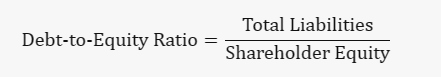 Debt-to-Equity Ratio = Total Liabilities / Shareholder Equity